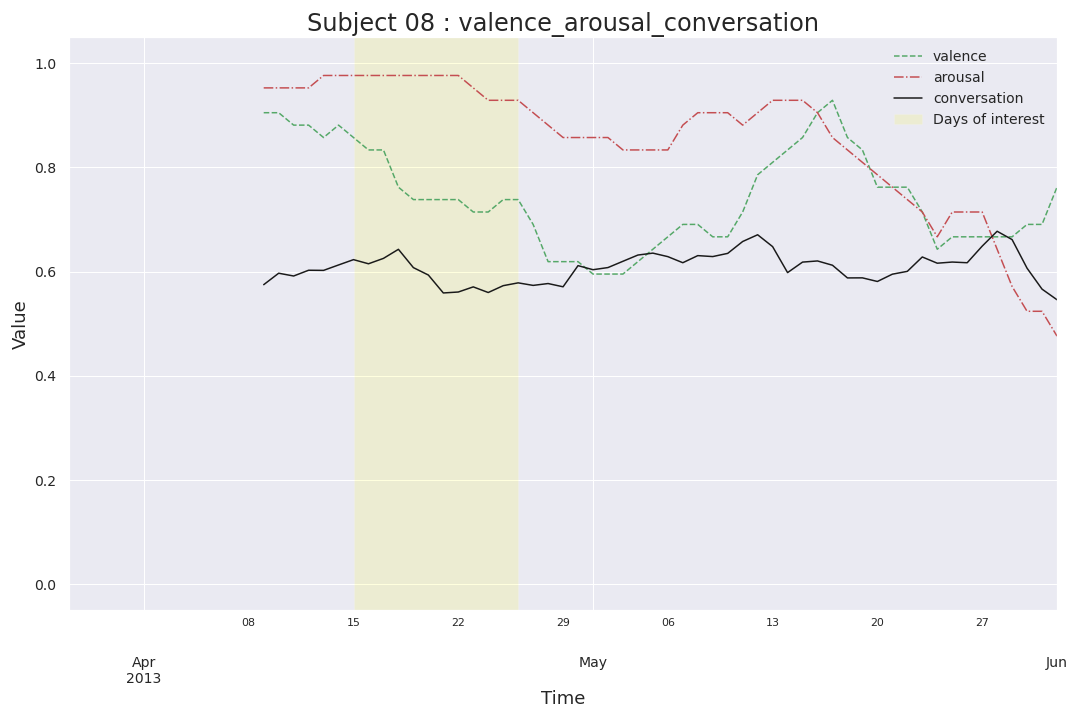 Subject 08 : valence_arousal_conversation
valence
arousal
conversation
Days of interest
Value
1.0
0.8
0.6
0.4
0.2
0.0
08 15 22 29 06 13 20 27
Apr May Jun
2013
Time